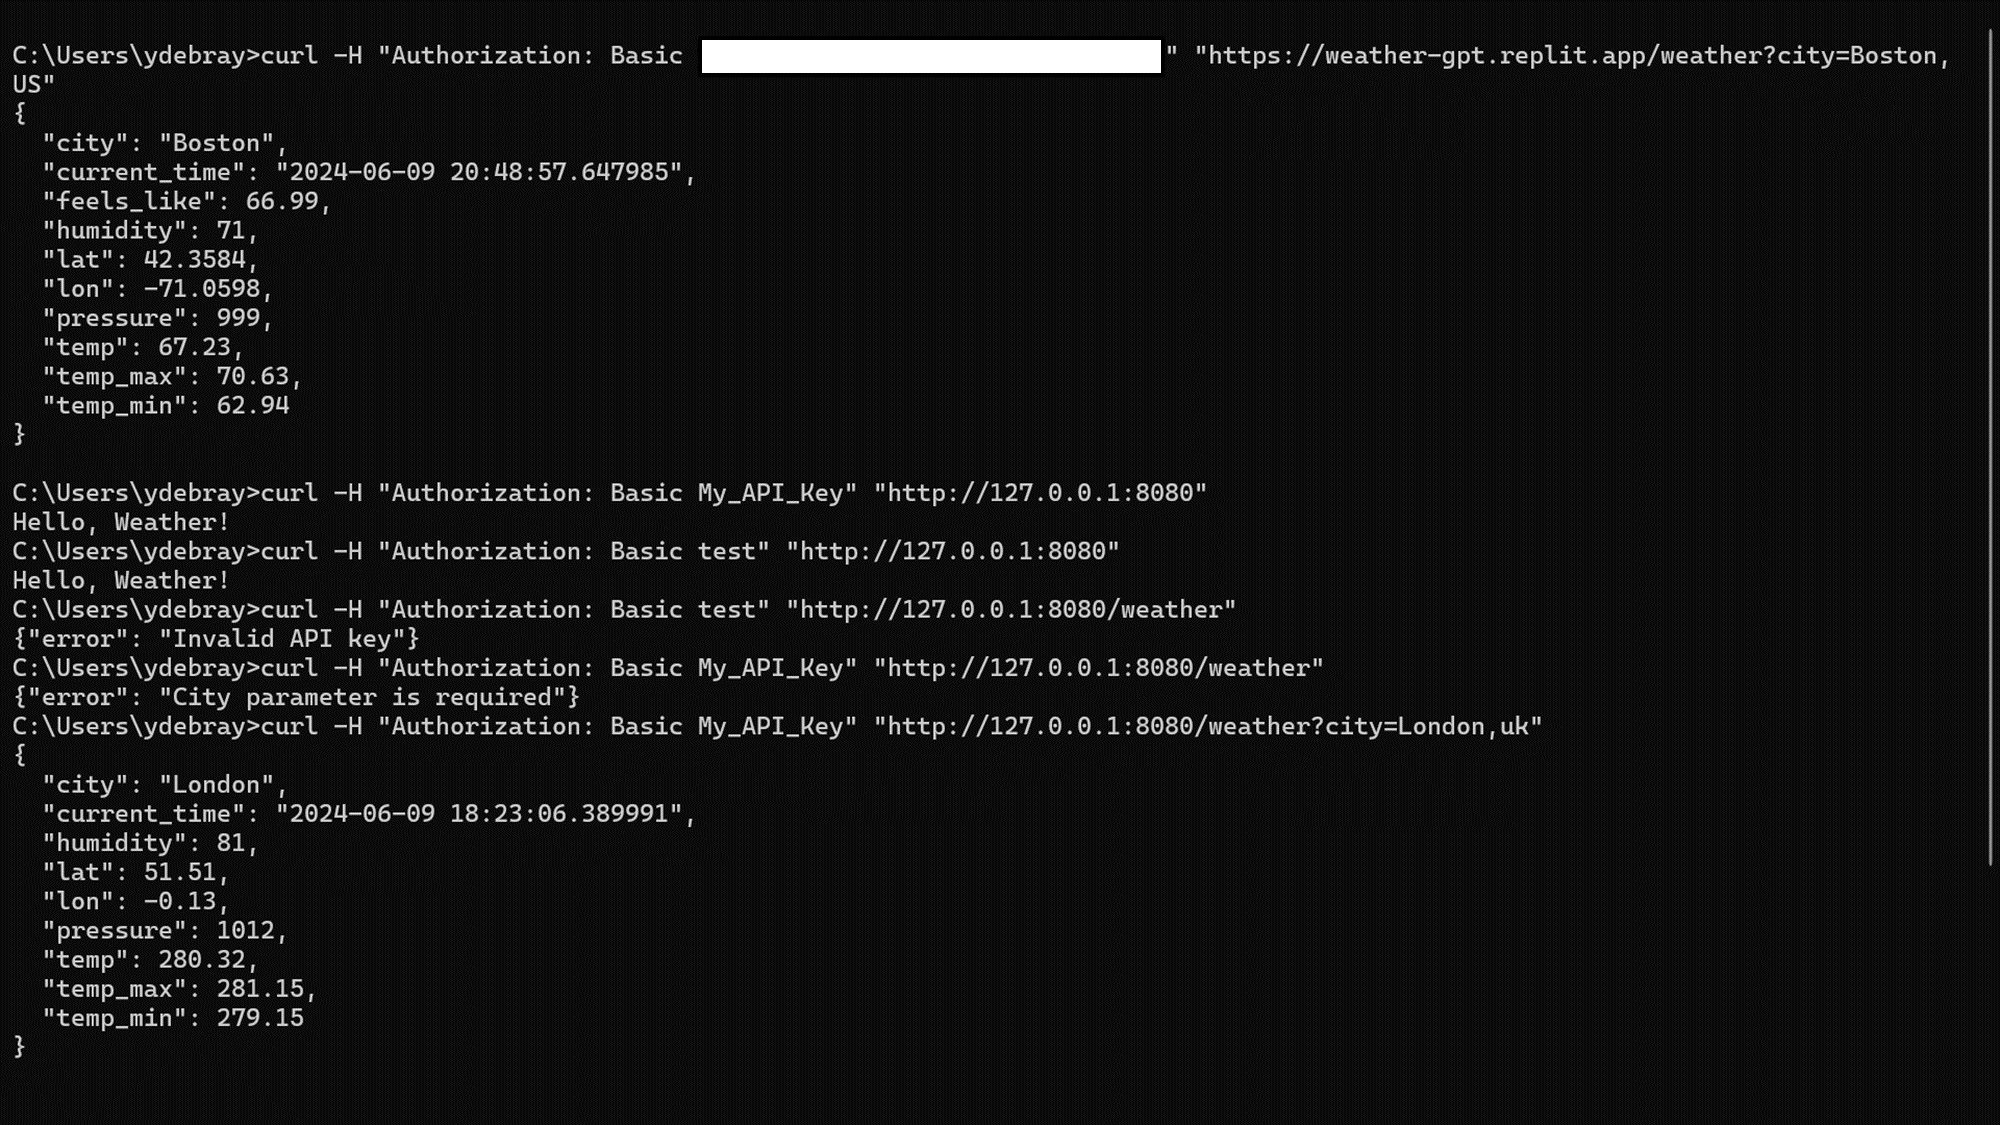 C:\Users\ydebray>curl -H "Authorization: Basic " "https://weather-gpt.replit.app/weather?city=Boston,
US"
{
  "city": "Boston",
  "current_time": "2024-06-09 20:48:57.647985",
  "feels_like": 66.99,
  "humidity": 71,
  "lat": 42.3584,
  "lon": -71.0598,
  "pressure": 999,
  "temp": 67.23,
  "temp_max": 70.63,
  "temp_min": 62.94
}
C:\Users\ydebray>curl -H "Authorization: Basic My_API_Key" "http://127.0.0.1:8080"
Hello, Weather!
C:\Users\ydebray>curl -H "Authorization: Basic test" "http://127.0.0.1:8080"
Hello, Weather!
C:\Users\ydebray>curl -H "Authorization: Basic test" "http://127.0.0.1:8080/weather"
{"error": "Invalid API key"}
C:\Users\ydebray>curl -H "Authorization: Basic My_API_Key" "http://127.0.0.1:8080/weather"
{"error": "City parameter is required"}
C:\Users\ydebray>curl -H "Authorization: Basic My_API_Key" "http://127.0.0.1:8080/weather?city=London,uk"
{
  "city": "London",
  "current_time": "2024-06-09 18:23:06.389991",
  "humidity": 81,
  "lat": 51.51,
  "lon": -0.13,
  "pressure": 1012,
  "temp": 280.32,
  "temp_max": 281.15,
  "temp_min": 279.15
}